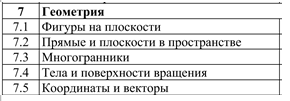 7 Геометрия
7.1 Фигуры на плоскости
7.2 Прямые и плоскости в пространстве
7.3 Многогранники
7.4 Тела и поверхности вращения
7.5 Координаты и векторы